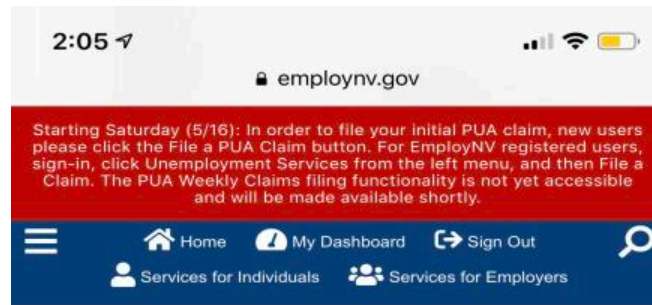 2:05
employnv.gov
Starting Saturday (5/16): In order to file your initial PUA claim, new users
please click the File a PUA Claim button. For EmployNV registered users,
sign-in, click Unemployment Services from the left menu, and then File a
Claim. The PUA Weekly Claims filing functionality is not yet accessible
and will be made available shortly.
Home My Dashboard Sign Out
Services for Individuals Services for Employers